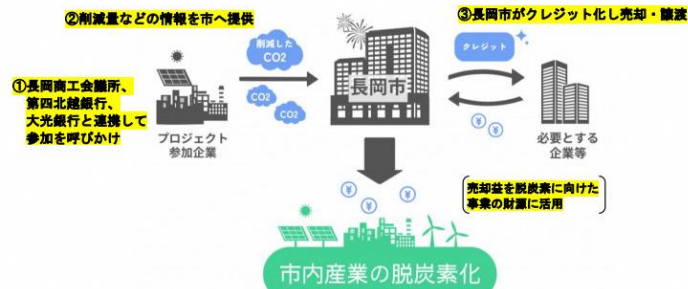 ②削減量などの情報を市へ提供
③長岡市がクレジット化し売却・譲渡
①長岡商工会議所、
第四北越銀行、
大光銀行と連携して
参加を呼びかけ
削減した
CO2
CO2
CO2
プロジェクト
参加企業
長岡市
クレジット
¥
¥
必要とする
企業等
売却益を脱炭素に向けた
事業の財源に活用
¥
¥
¥
¥
市内産業の脱炭素化